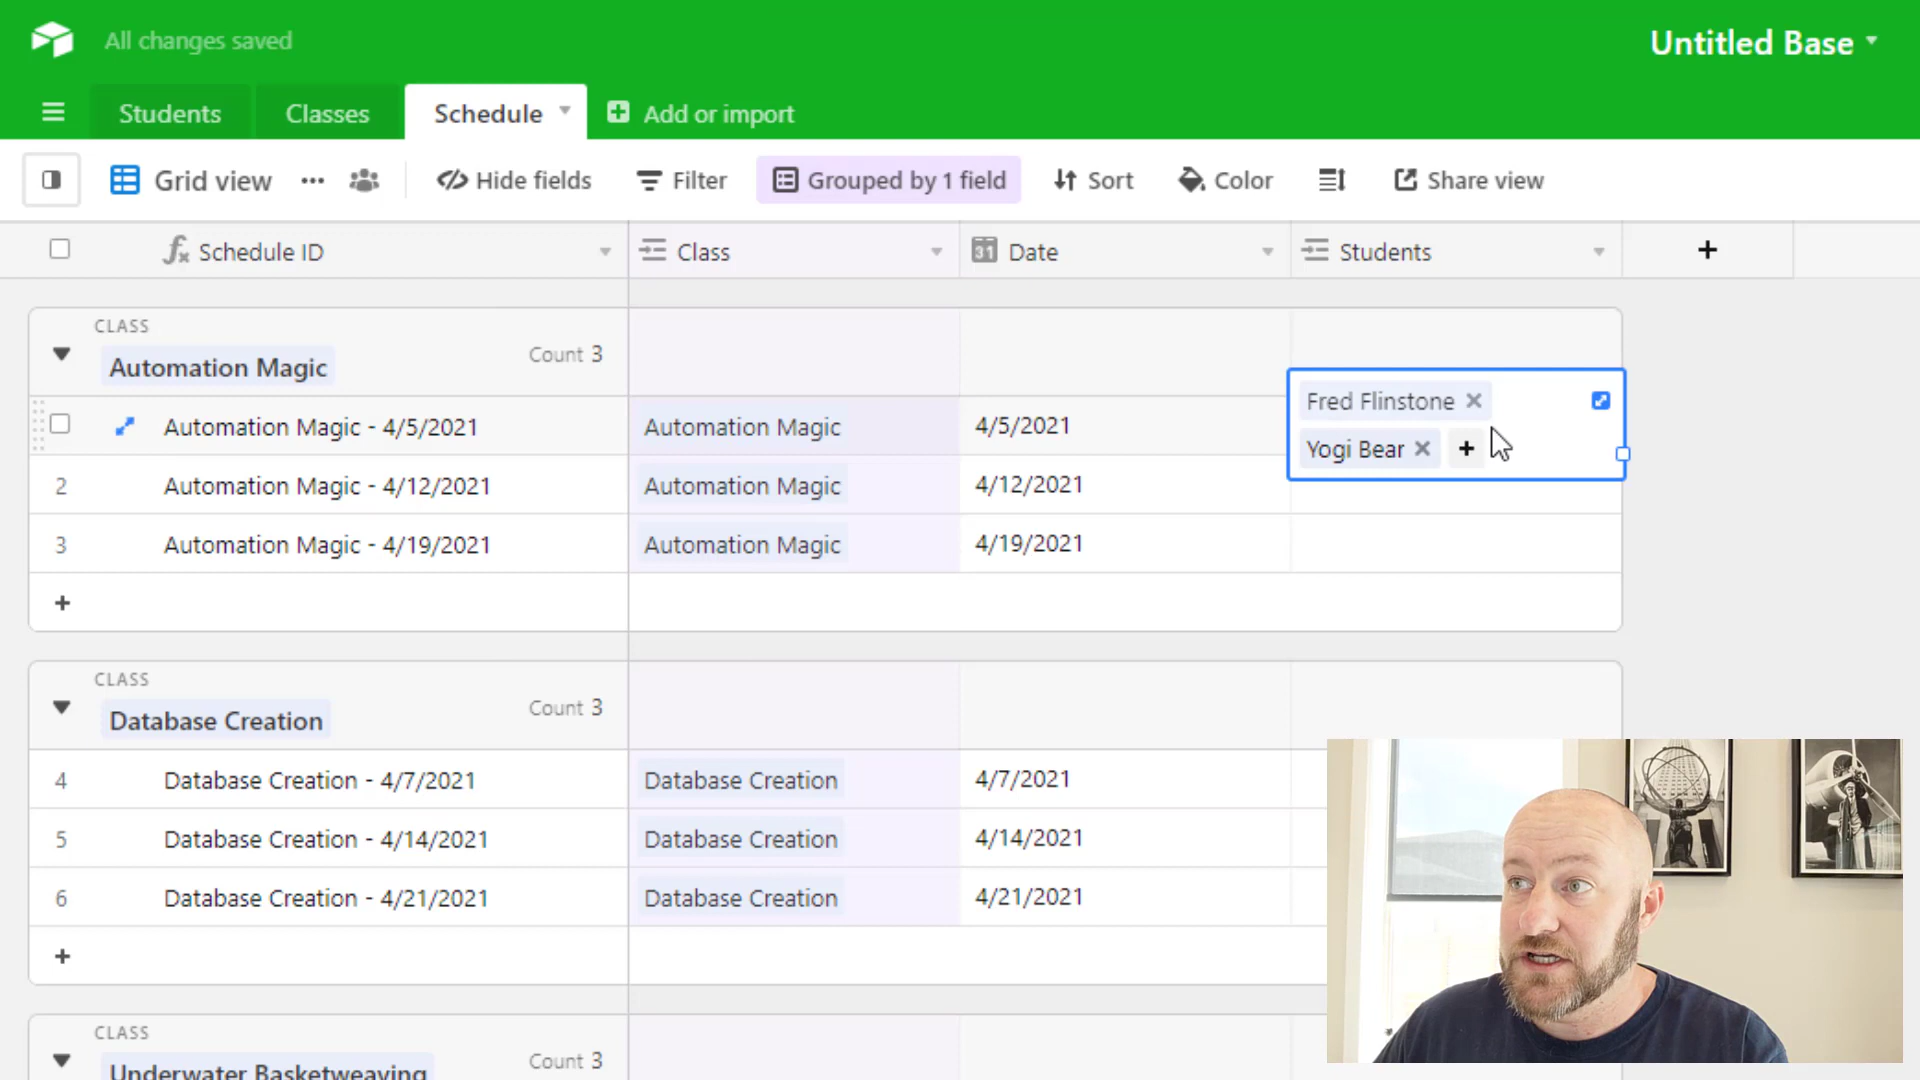 All changes saved
Untitled Base
Students Classes Schedule Add or import
Grid view Hide fields Filter Grouped by 1 field Sort Color Share view
Schedule ID Class 31 Date Students
CLASS
Automation Magic Count 3
Automation Magic - 4/5/2021 Automation Magic 4/5/2021 Fred Flinstone
Yogi Bear
2 Automation Magic - 4/12/2021 Automation Magic 4/12/2021
3 Automation Magic - 4/19/2021 Automation Magic 4/19/2021
CLASS
Database Creation Count 3
4 Database Creation - 4/7/2021 Database Creation 4/7/2021
5 Database Creation - 4/14/2021 Database Creation 4/14/2021
6 Database Creation - 4/21/2021 Database Creation 4/21/2021
CLASS
Underwater Basketweaving Count 3